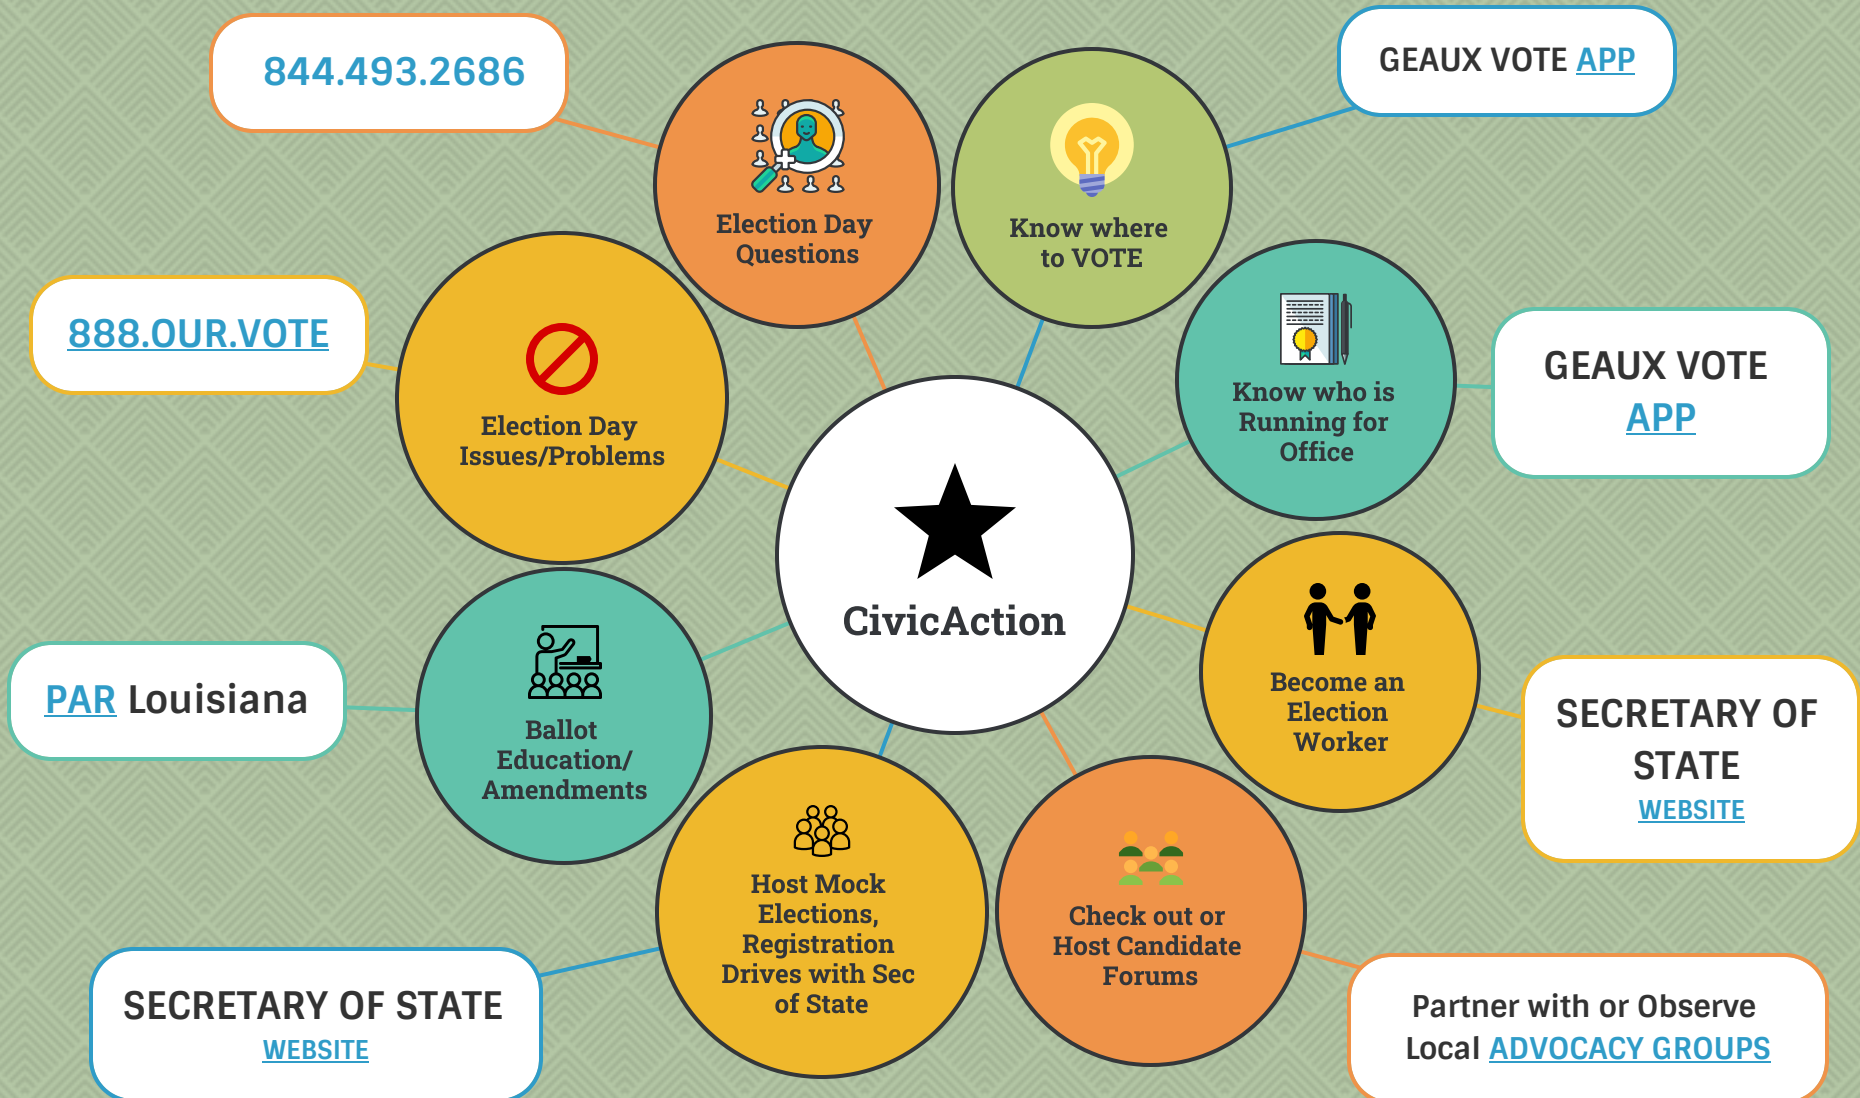 844.493.2686
Election Day
Questions
Know where
to VOTE
GEAUX VOTE APP
888.OUR.VOTE
Election Day
Issues/Problems
Know who is
Running for
Office
GEAUX VOTE
APP
CivicAction
PAR Louisiana
Ballot
Education/
Amendments
Become an
Election
Worker
SECRETARY OF
STATE
WEBSITE
Host Mock
Elections,
Registration
Drives with Sec
of State
Check out or
Host Candidate
Forums
SECRETARY OF STATE
WEBSITE
Partner with or Observe
Local ADVOCACY GROUPS